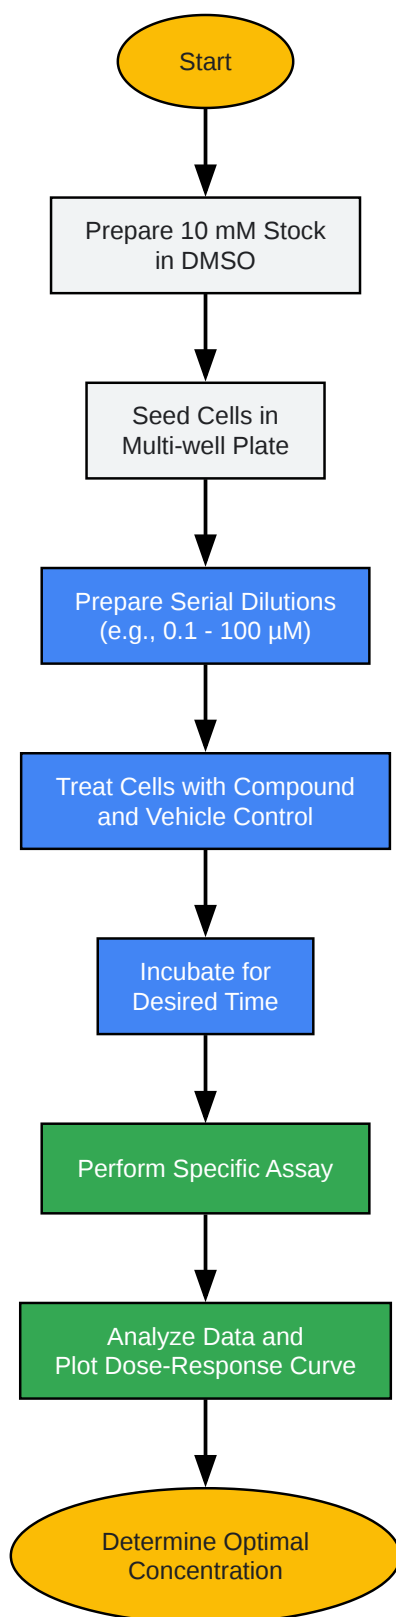 Start
Prepare 10 mM Stock
in DMSO
Seed Cells in
Multi-well Plate
Prepare Serial Dilutions
(e.g., 0.1 - 100 µM)
Treat Cells with Compound
and Vehicle Control
Incubate for
Desired Time
Perform Specific Assay
Analyze Data and
Plot Dose-Response Curve
Determine Optimal
Concentration